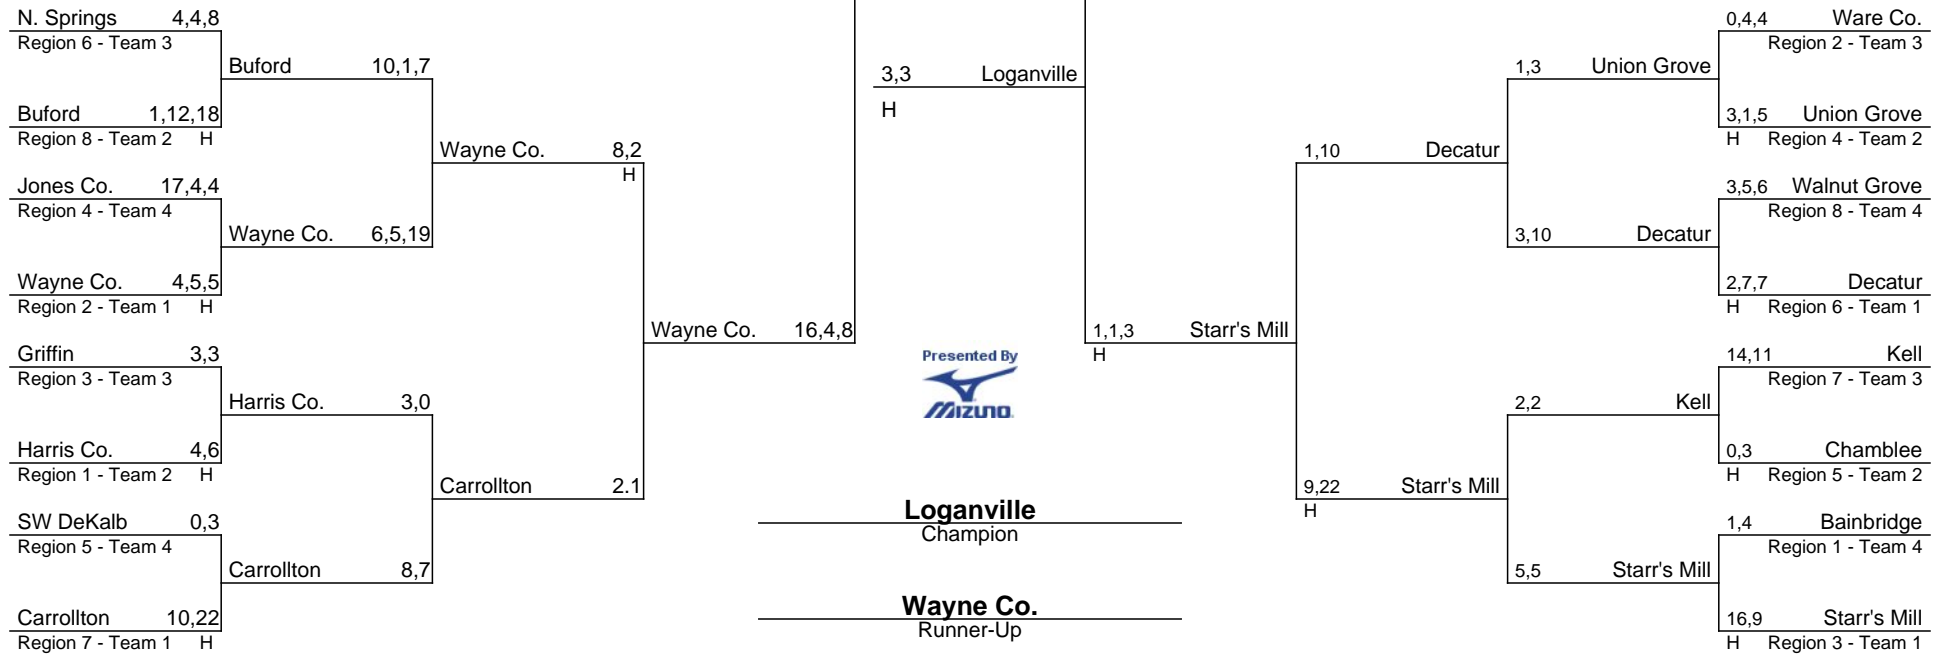 N. Springs 4,4,8
Region 6 - Team 3
Buford 10,1,7
Buford 1,12,18
Region 8 - Team 2 H
Wayne Co. 8,2
H
Jones Co. 17,4,4
Region 4 - Team 4
Wayne Co. 6,5,19
Wayne Co. 4,5,5
Region 2 - Team 1 H
Wayne Co. 16,4,8
Griffin 3,3
Region 3 - Team 3
Harris Co. 3,0
Harris Co. 4,6
Region 1 - Team 2 H
Carrollton 2.1
SW DeKalb 0,3
Region 5 - Team 4
Carrollton 8,7
Carrollton 10,22
Region 7 - Team 1 H
3,3 Loganville
H
Presented By
MIZUNO
Loganville
Champion
Wayne Co.
Runner-Up
0,4,4 Ware Co.
Region 2 - Team 3
1,3 Union Grove
3,1,5 Union Grove
H Region 4 - Team 2
1,10 Decatur
3,5,6 Walnut Grove
Region 8 - Team 4
3,10 Decatur
2,7,7 Decatur
H Region 6 - Team 1
1,1,3 Starr's Mill
H
14,11 Kell
Region 7 - Team 3
2,2 Kell
0,3 Chamblee
H Region 5 - Team 2
9,22 Starr's Mill
H
1,4 Bainbridge
Region 1 - Team 4
5,5 Starr's Mill
16,9 Starr's Mill
H Region 3 - Team 1